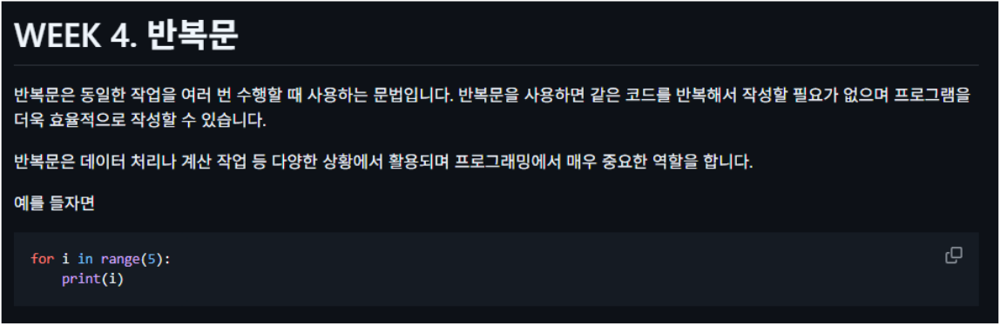 WEEK 4. 반복문
반복문은 동일한 작업을 여러 번 수행할 때 사용하는 문법입니다. 반복문을 사용하면 같은 코드를 반복해서 작성할 필요가 없으며 프로그램을
더욱 효율적으로 작성할 수 있습니다.
반복문은 데이터 처리나 계산 작업 등 다양한 상황에서 활용되며 프로그래밍에서 매우 중요한 역할을 합니다.
예를 들자면
for i in range(5):
    print(i)